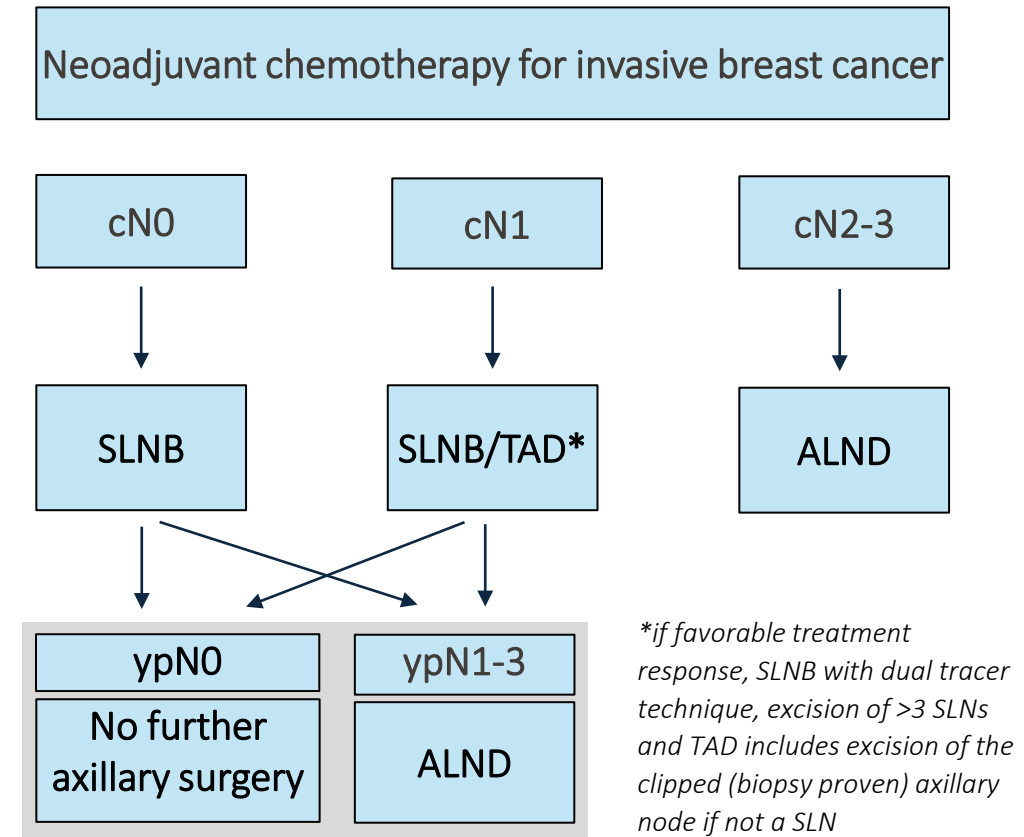 Neoadjuvant chemotherapy for invasive breast cancer
cN0
cN1
cN2-3
SLNB
SLNB/TAD*
ALND
ypN0
ypN1-3
No further
axillary surgery
ALND
*if favorable treatment
response, SLNB with dual tracer
technique, excision of >3 SLNs
and TAD includes excision of the
clipped (biopsy proven) axillary
node if not a SLN